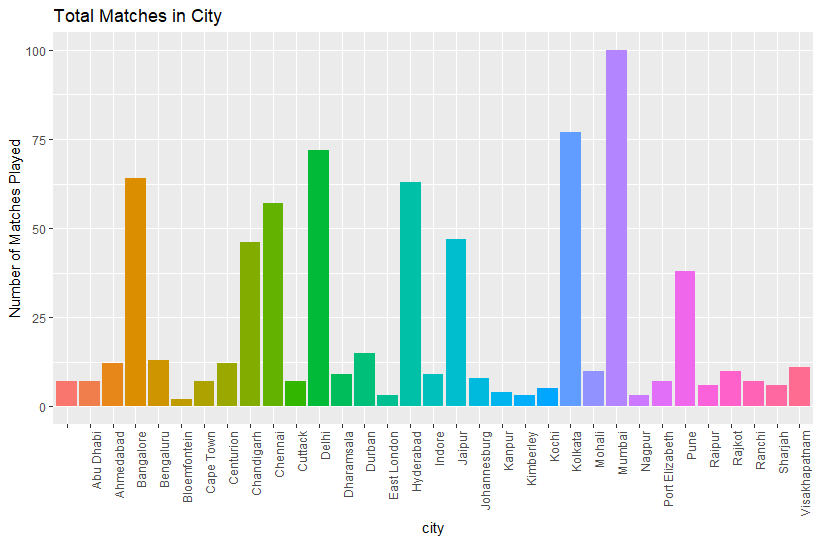 Total Matches in City
Number of Matches Played
100
75
50
25
0
Abu Dhabi
Ahmedabad
Bangalore
Bengaluru
Bloemfontein
Cape Town
Centurion
Chandigarh
Chennai
Cuttack
Delhi
Dharamsala
Durban
East London
Hyderabad
Indore
Jaipur
Johannesburg
Kanpur
Kimberley
Kochi
Kolkata
Mohali
Mumbai
Nagpur
Port Elizabeth
Pune
Raipur
Rajkot
Ranchi
Sharjah
Visakhapatnam
city